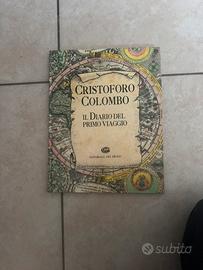 CRISTOFORO
COLOMBO
IL DIARIO DEL
PRIMO VIAGGIO
subito